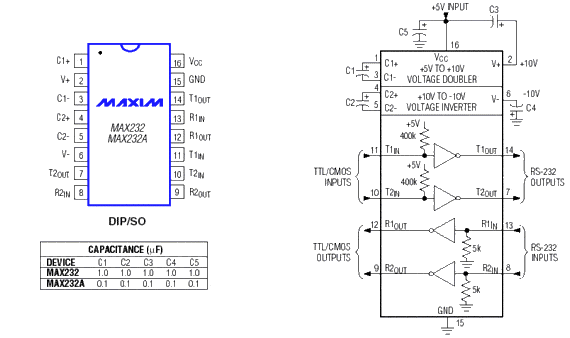 C1+ 1 16 VCC
V+ 2 15 GND
C1- 3 14 T1OUT
MAXIM
C2+ 4 13 R1IN
MAX232
C2- 5 12 R1OUT
MAX232A
V- 6 11 T1IN
T2OUT 7 10 T2IN
R2IN 8 9 R2OUT
DIP/SO
CAPACITANCE (µF)
DEVICE C1 C2 C3 C4 C5
MAX232 1.0 1.0 1.0 1.0 1.0
MAX232A 0.1 0.1 0.1 0.1 0.1
+5V INPUT C3
C5 + +
16
1 C1+ VCC 2
C1 + +5V TO +10V V+ +10V
3 C1- VOLTAGE DOUBLER
4 C2+ +10V TO -10V V- 6 -10V
C2 + 5 C2- VOLTAGE INVERTER + C4
+5V
400k
11 T1IN T1OUT 14
+5V
TTL/CMOS INPUTS RS-232 OUTPUTS
400k
10 T2IN T2OUT 7
12 R1OUT R1IN 13
5k
TTL/CMOS OUTPUTS RS-232 INPUTS
9 R2OUT R2IN 8
5k
GND
15